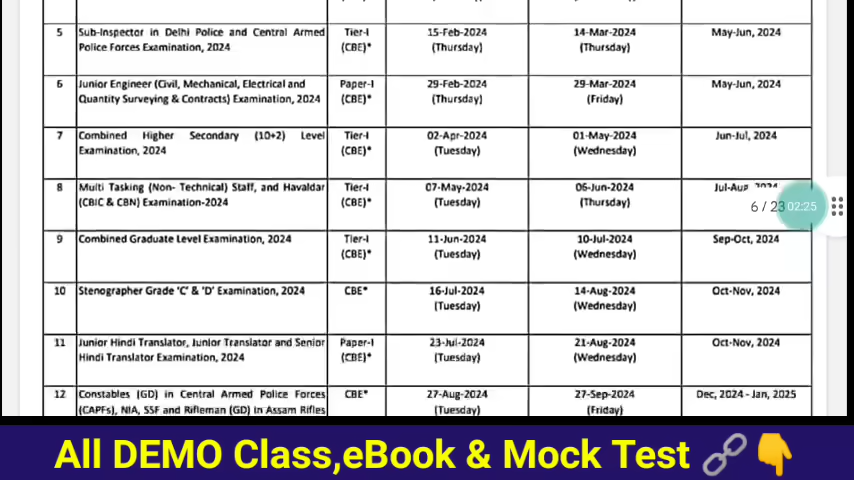 5 Sub-Inspector in Delhi Police and Central Armed Tier-I 15-Feb-2024 14-Mar-2024 May-Jun, 2024
Police Forces Examination, 2024 (CBE)* (Thursday) (Thursday)
6 Junior Engineer (Civil, Mechanical, Electrical and Paper-I 29-Feb-2024 29-Mar-2024 May-Jun, 2024
Quantity Surveying & Contracts) Examination, 2024 (CBE)* (Thursday) (Friday)
7 Combined Higher Secondary (10+2) Level Tier-I 02-Apr-2024 01-May-2024 Jun-Jul, 2024
Examination, 2024 (CBE)* (Tuesday) (Wednesday)
8 Multi Tasking (Non- Technical) Staff, and Havaldar Tier-I 07-May-2024 06-Jun-2024 Jul-Aug, 2024
(CBIC & CBN) Examination-2024 (CBE)* (Tuesday) (Thursday)
6 / 23 02:25
9 Combined Graduate Level Examination, 2024 Tier-I 11-Jun-2024 10-Jul-2024 Sep-Oct, 2024
(CBE)* (Tuesday) (Wednesday)
10 Stenographer Grade 'C' & 'D' Examination, 2024 CBE* 16-Jul-2024 14-Aug-2024 Oct-Nov, 2024
(Tuesday) (Wednesday)
11 Junior Hindi Translator, Junior Translator and Senior Paper-I 23-Jul-2024 21-Aug-2024 Oct-Nov, 2024
Hindi Translator Examination, 2024 (CBE)* (Tuesday) (Wednesday)
12 Constables (GD) in Central Armed Police Forces CBE* 27-Aug-2024 27-Sep-2024 Dec, 2024 - Jan, 2025
(CAPFs), NIA, SSF and Rifleman (GD) in Assam Rifles (Tuesday) (Friday)
All DEMO Class,eBook & Mock Test